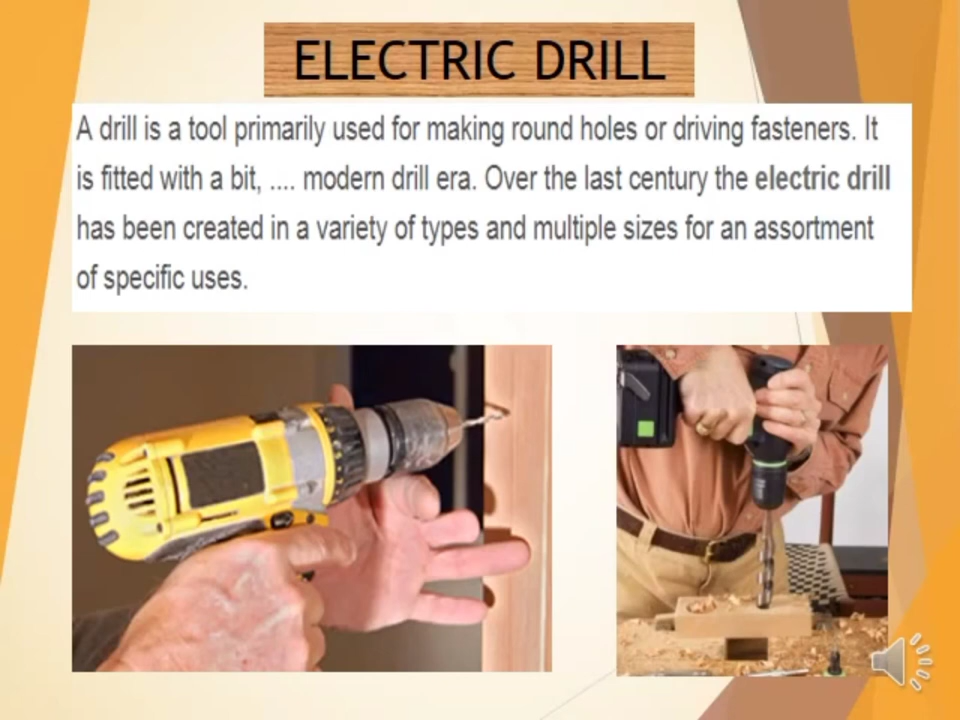 ELECTRIC DRILL
A drill is a tool primarily used for making round holes or driving fasteners. It
is fitted with a bit, .... modern drill era. Over the last century the electric drill
has been created in a variety of types and multiple sizes for an assortment
of specific uses.